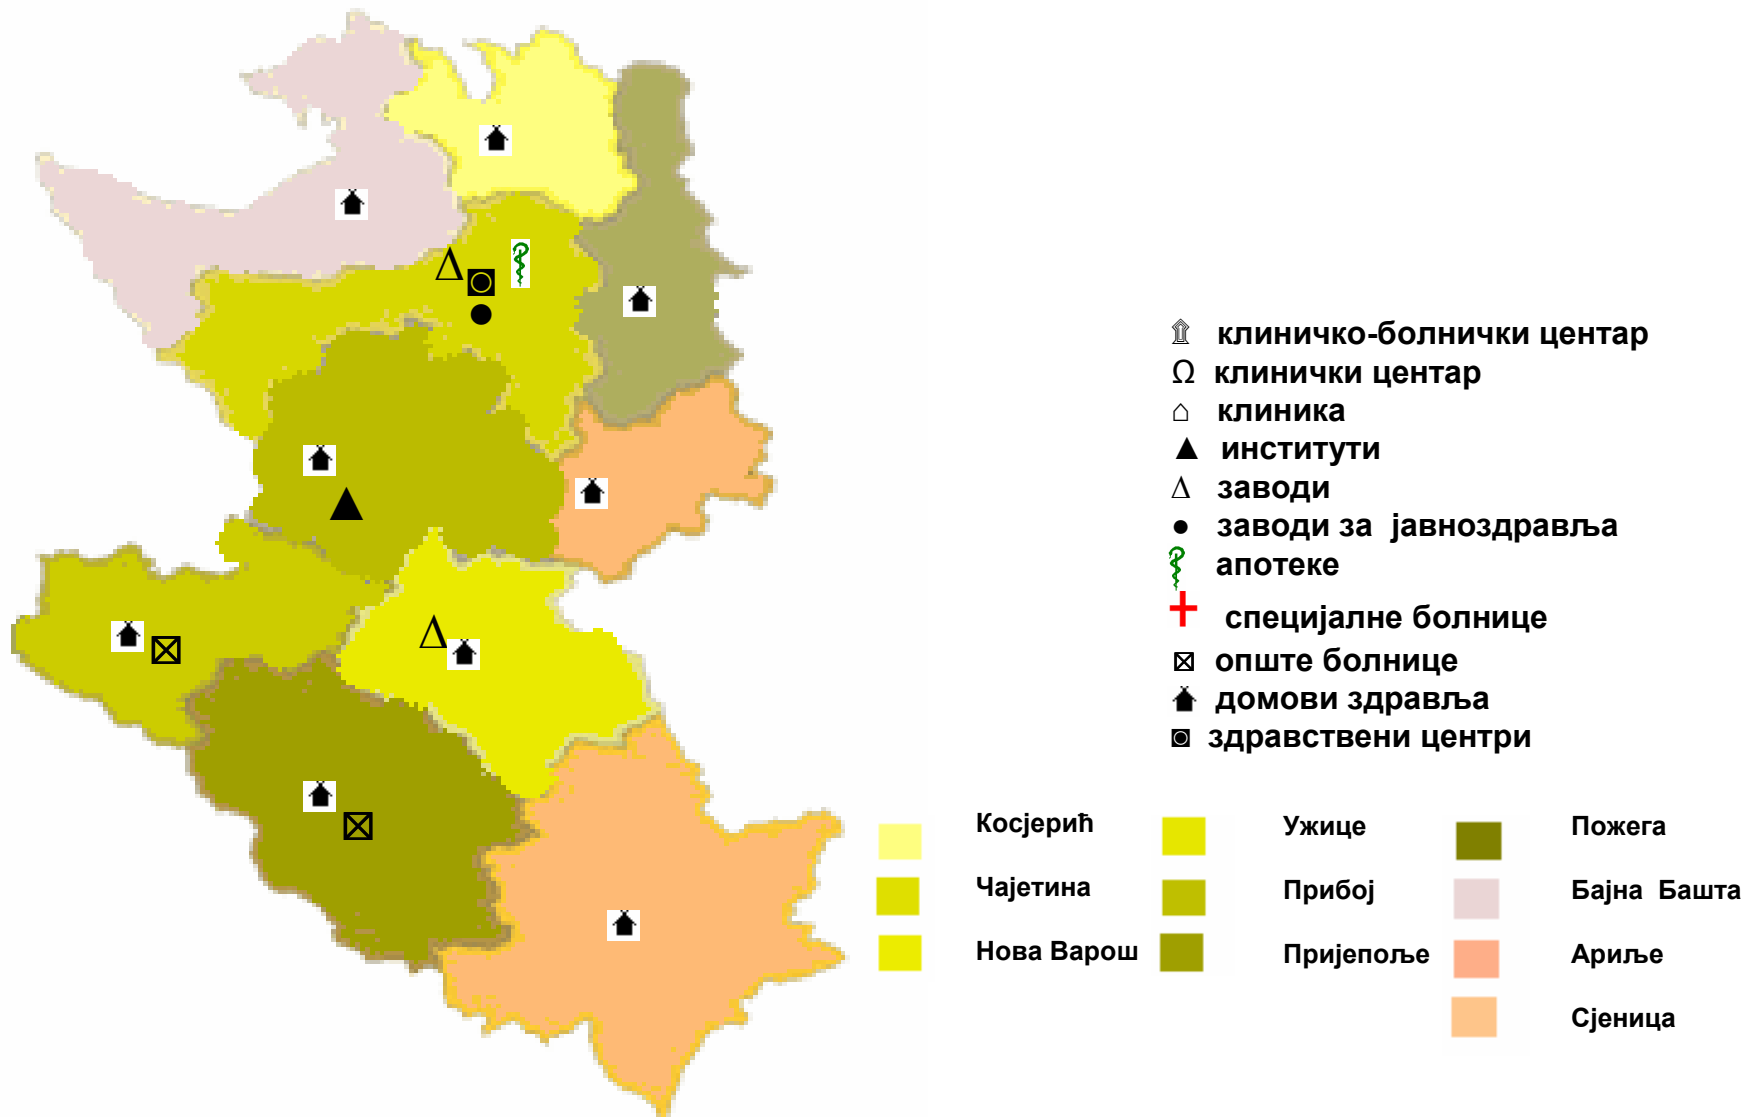 ⇯ клиничко-болнички центар
Ω клинички центар
⌂ клиника
▲ институти
Δ заводи
● заводи за јавноздравља
апотеке
+ специјалне болнице
⊠ опште болнице
домови здравља
◙ здравствени центри
Косјерић Ужице Пожега
Чајетина Прибој Бајна Башта
Нова Варош Пријепоље Ариље
Сјеница